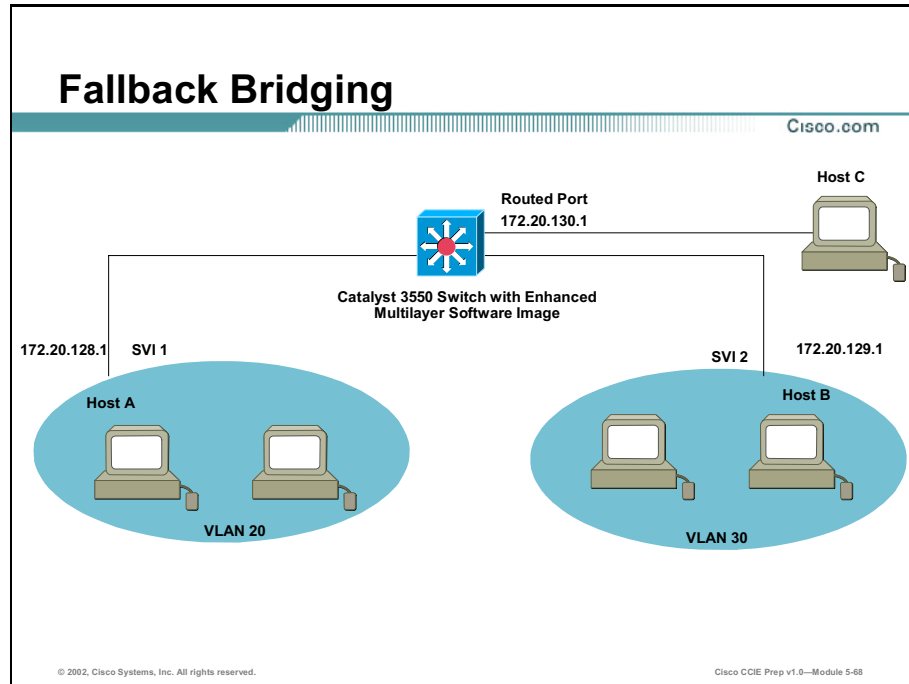 Fallback Bridging
Cisco.com
Host C
Routed Port
172.20.130.1
Catalyst 3550 Switch with Enhanced
Multilayer Software Image
172.20.128.1 SVI 1
SVI 2 172.20.129.1
Host A
Host B
VLAN 20
VLAN 30
© 2002, Cisco Systems, Inc. All rights reserved. Cisco CCIE Prep v1.0—Module 5-68